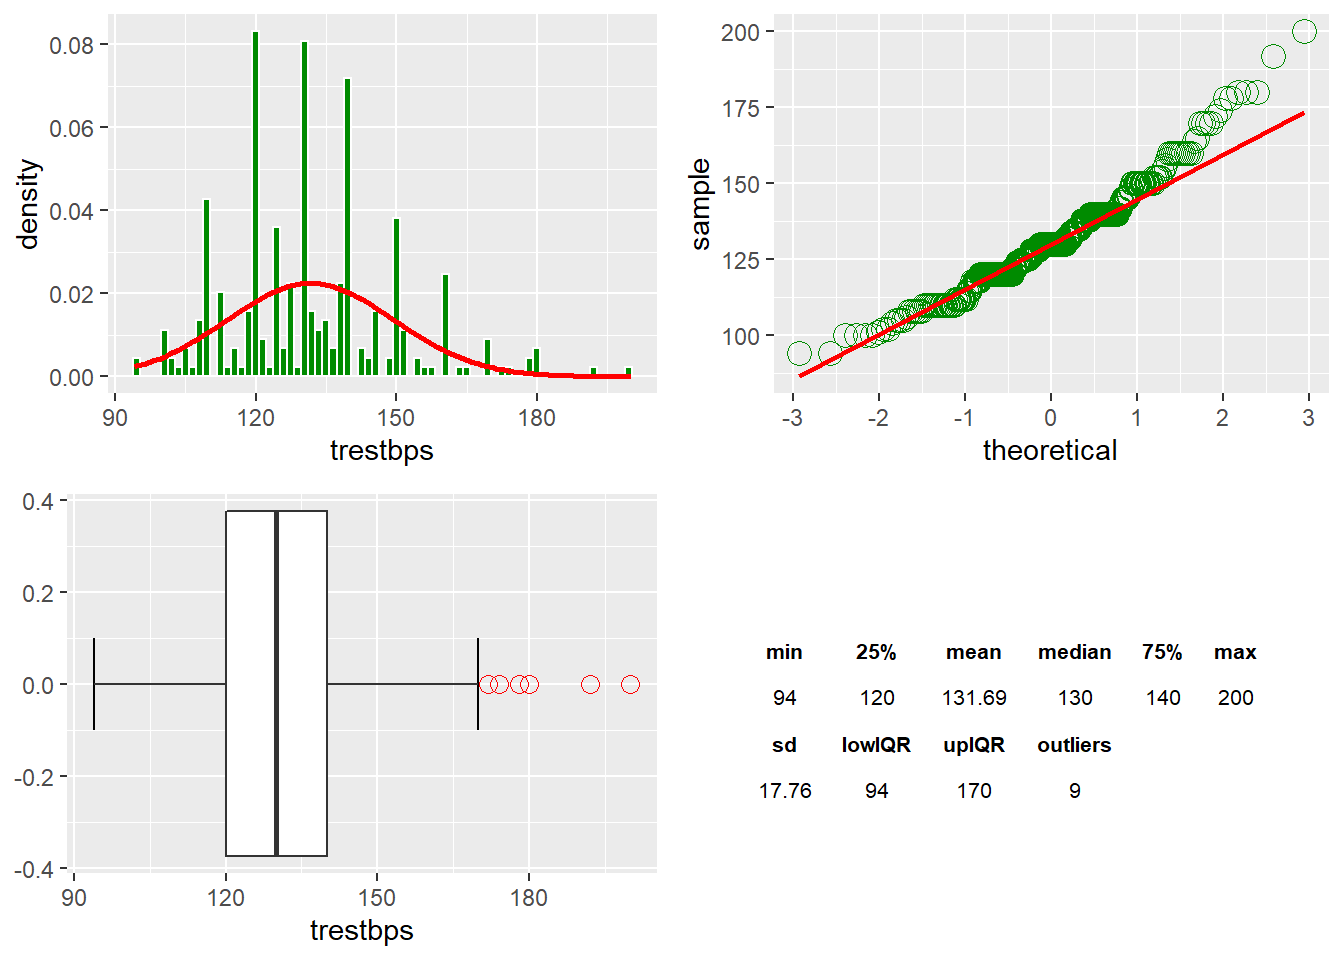 density
0.08
0.06
0.04
0.02
0.00
90 120 150 180
trestbps
sample
200
175
150
125
100
-3 -2 -1 0 1 2 3
theoretical
0.4
0.2
0.0
-0.2
-0.4
90 120 150 180
trestbps
min 25% mean median 75% max
94 120 131.69 130 140 200
sd lowIQR upIQR outliers
17.76 94 170 9